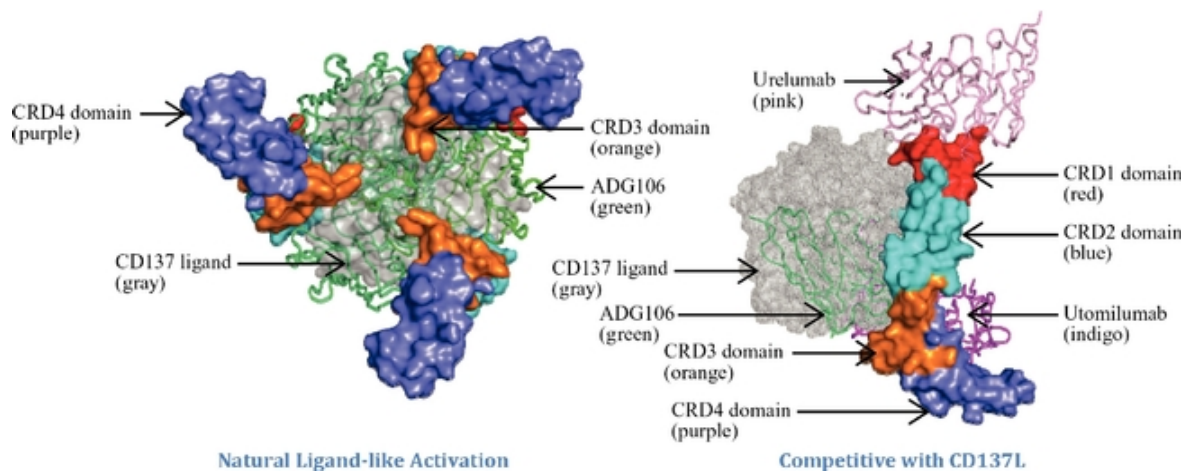 CRD4 domain
(purple)
CRD3 domain
(orange)
ADG106
(green)
CD137 ligand
(gray)
Natural Ligand-like Activation
Urelumab
(pink)
CRD1 domain
(red)
CRD2 domain
(blue)
CD137 ligand
(gray)
ADG106
(green)
Utomilumab
(indigo)
CRD3 domain
(orange)
CRD4 domain
(purple)
Competitive with CD137L